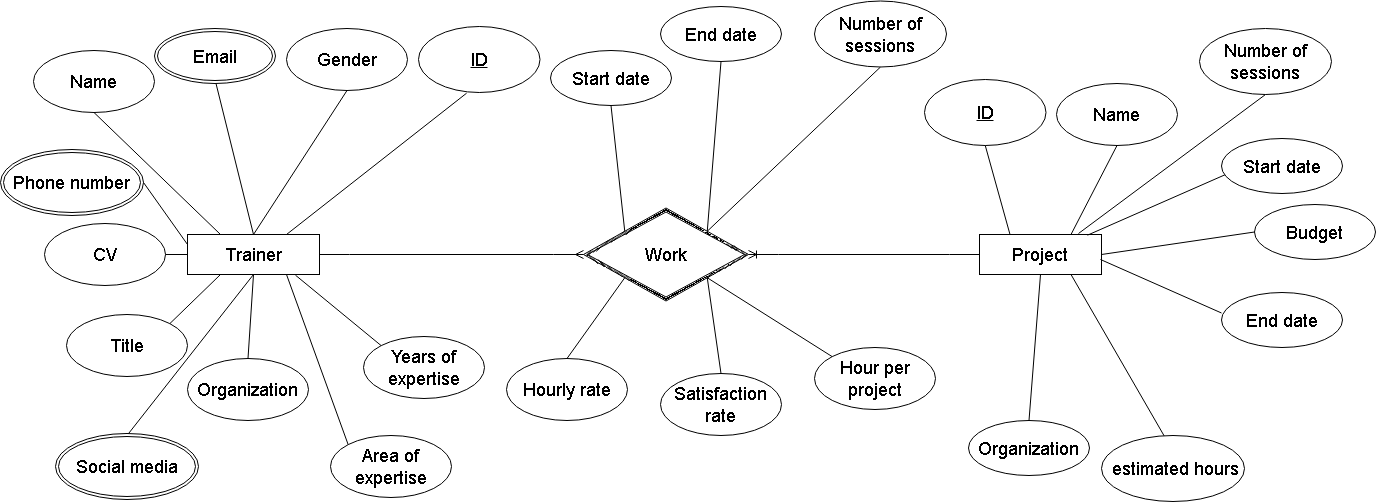 Name
Email
Gender
ID
Start date
End date
Number of
sessions
ID
Name
Number of
sessions
Phone number
Start date
CV
Trainer
Work
Project
Budget
Title
Organization
Years of
expertise
Hourly rate
Satisfaction
rate
Hour per
project
End date
Social media
Area of
expertise
Organization
estimated hours